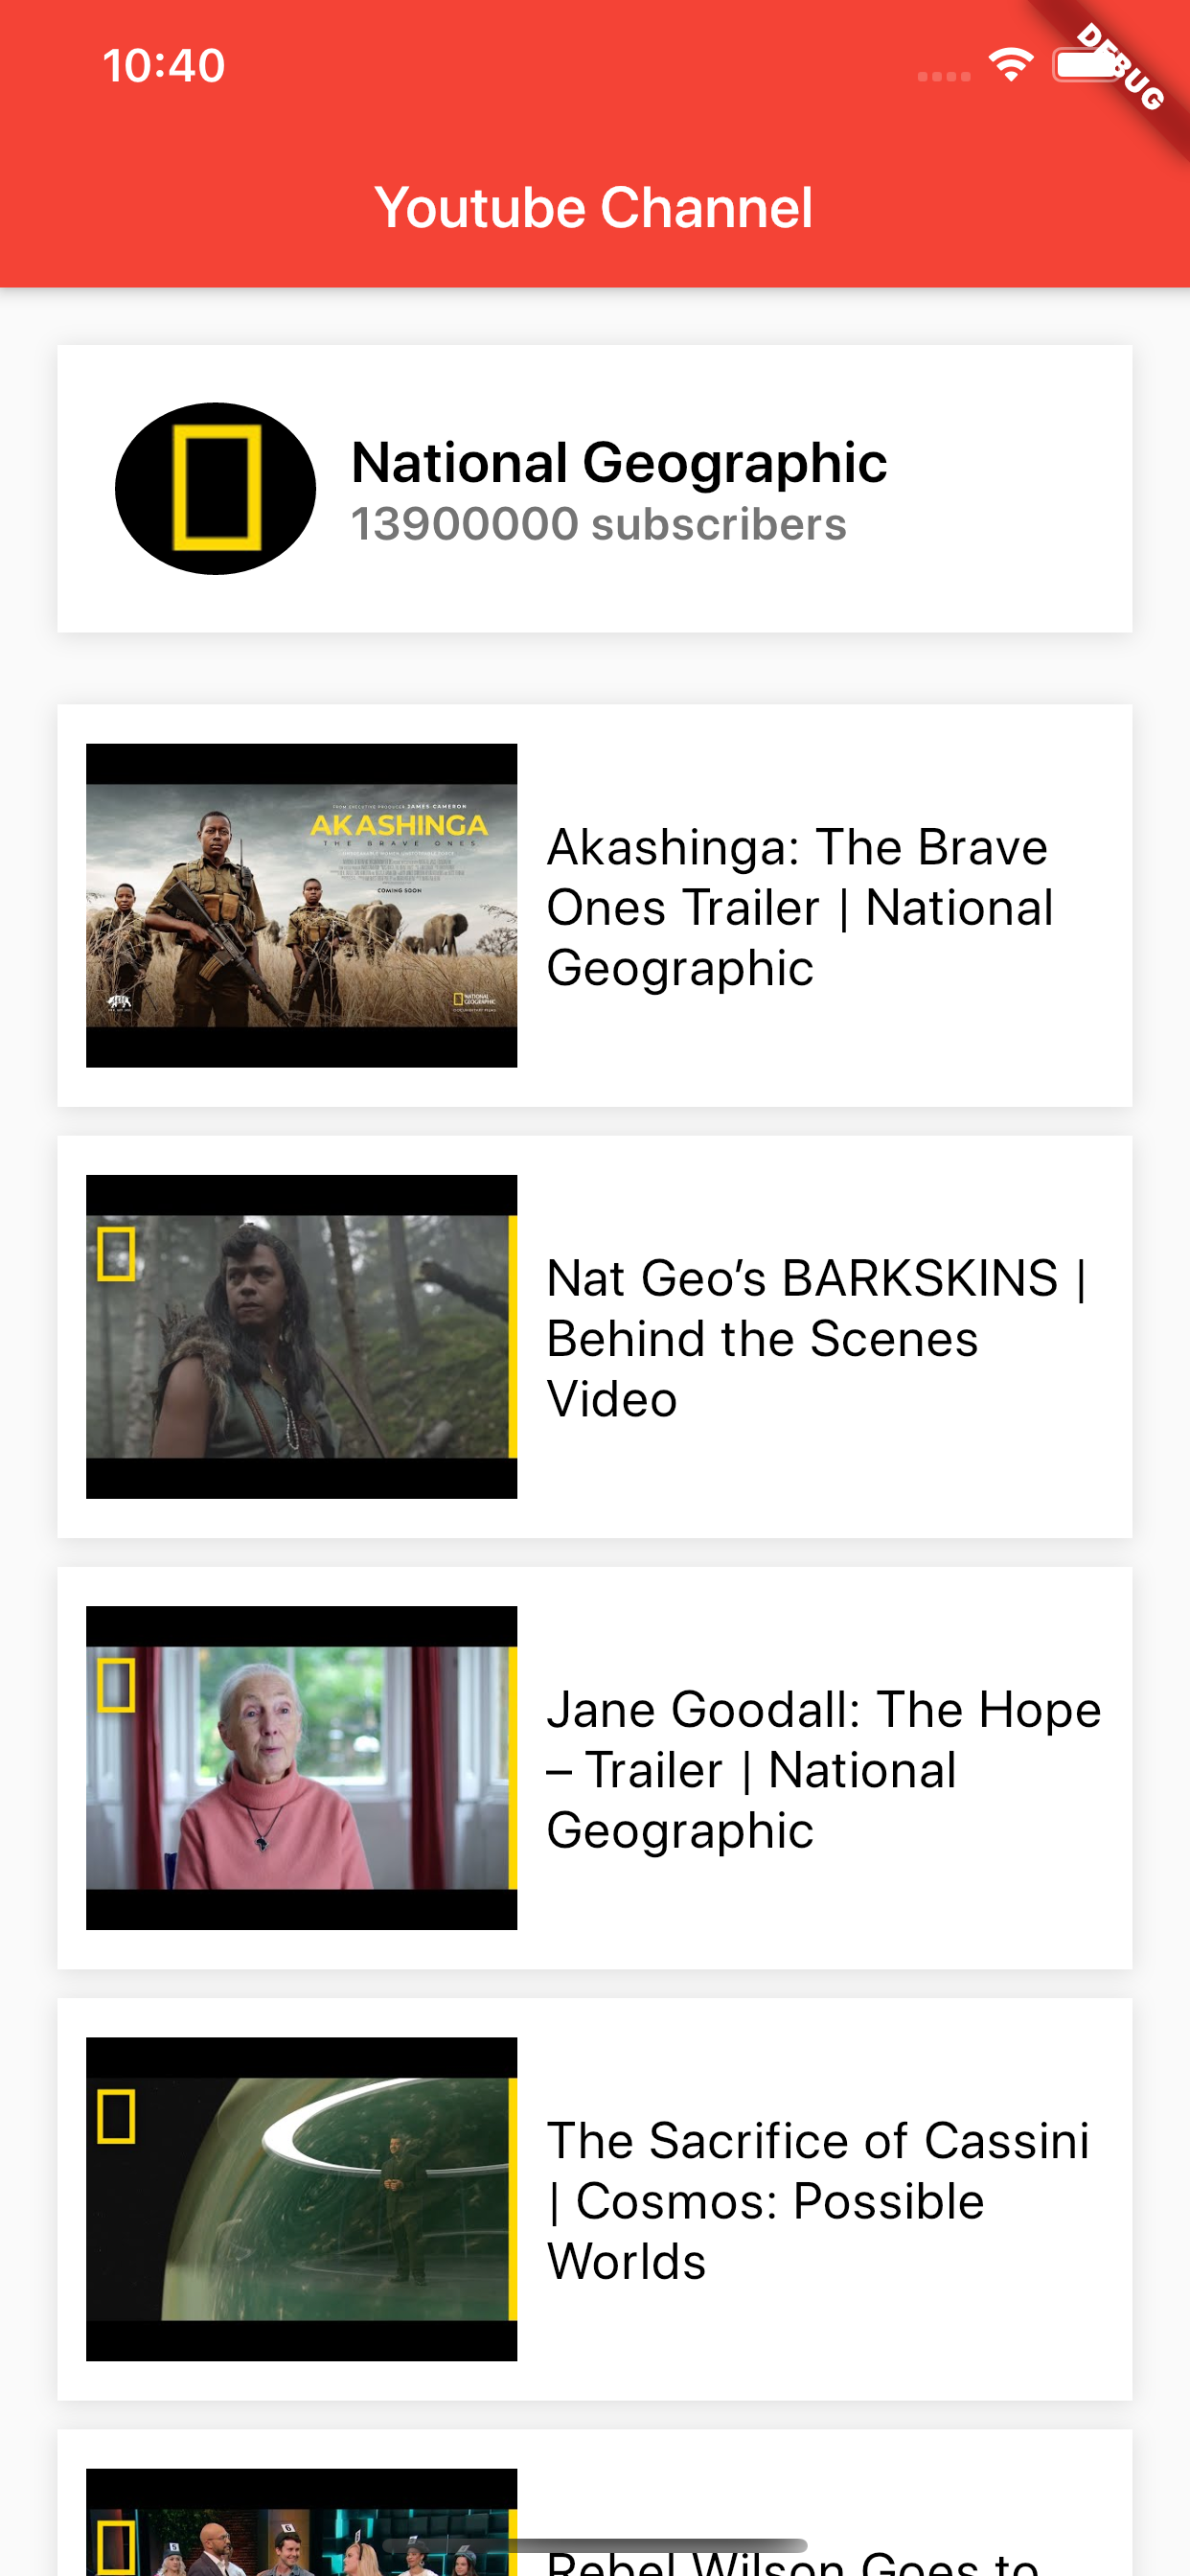 10:40
DEBUG
Youtube Channel
National Geographic
13900000 subscribers
FROM EXECUTIVE PRODUCER JAMES CAMERON
AKASHINGA
THE BRAVE ONES
COMING SOON
NATIONAL
GEOGRAPHIC
Akashinga: The Brave
Ones Trailer | National
Geographic
Nat Geo’s BARKSKINS |
Behind the Scenes
Video
Jane Goodall: The Hope
– Trailer | National
Geographic
The Sacrifice of Cassini
| Cosmos: Possible
Worlds
Rebel Wilson Goes to